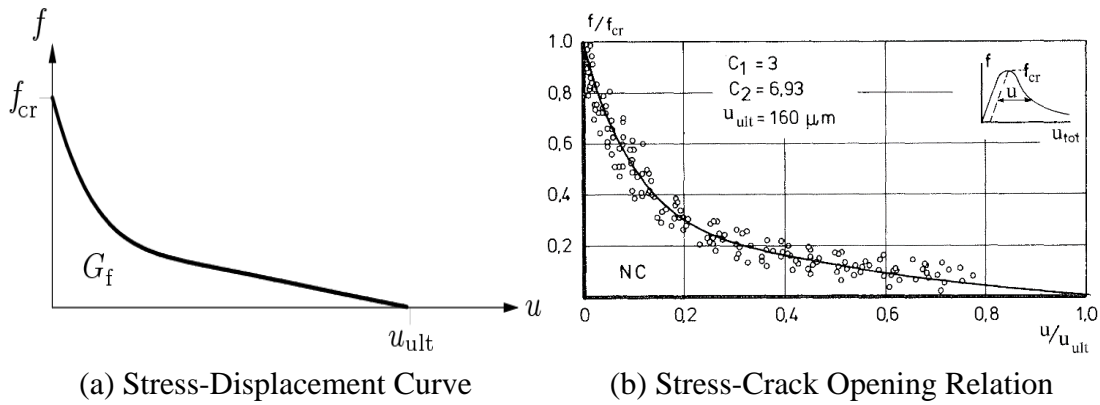 f
f_cr
G_f
u
u_ult
(a) Stress-Displacement Curve
f/f_cr
1.0
0,8
0,6
0,4
0,2
0
0,2
0,4
0,6
0,8
1,0
u/u_ult
C_1 = 3
C_2 = 6,93
u_ult = 160 μm
NC
f
f_cr
u
u_tot
(b) Stress-Crack Opening Relation